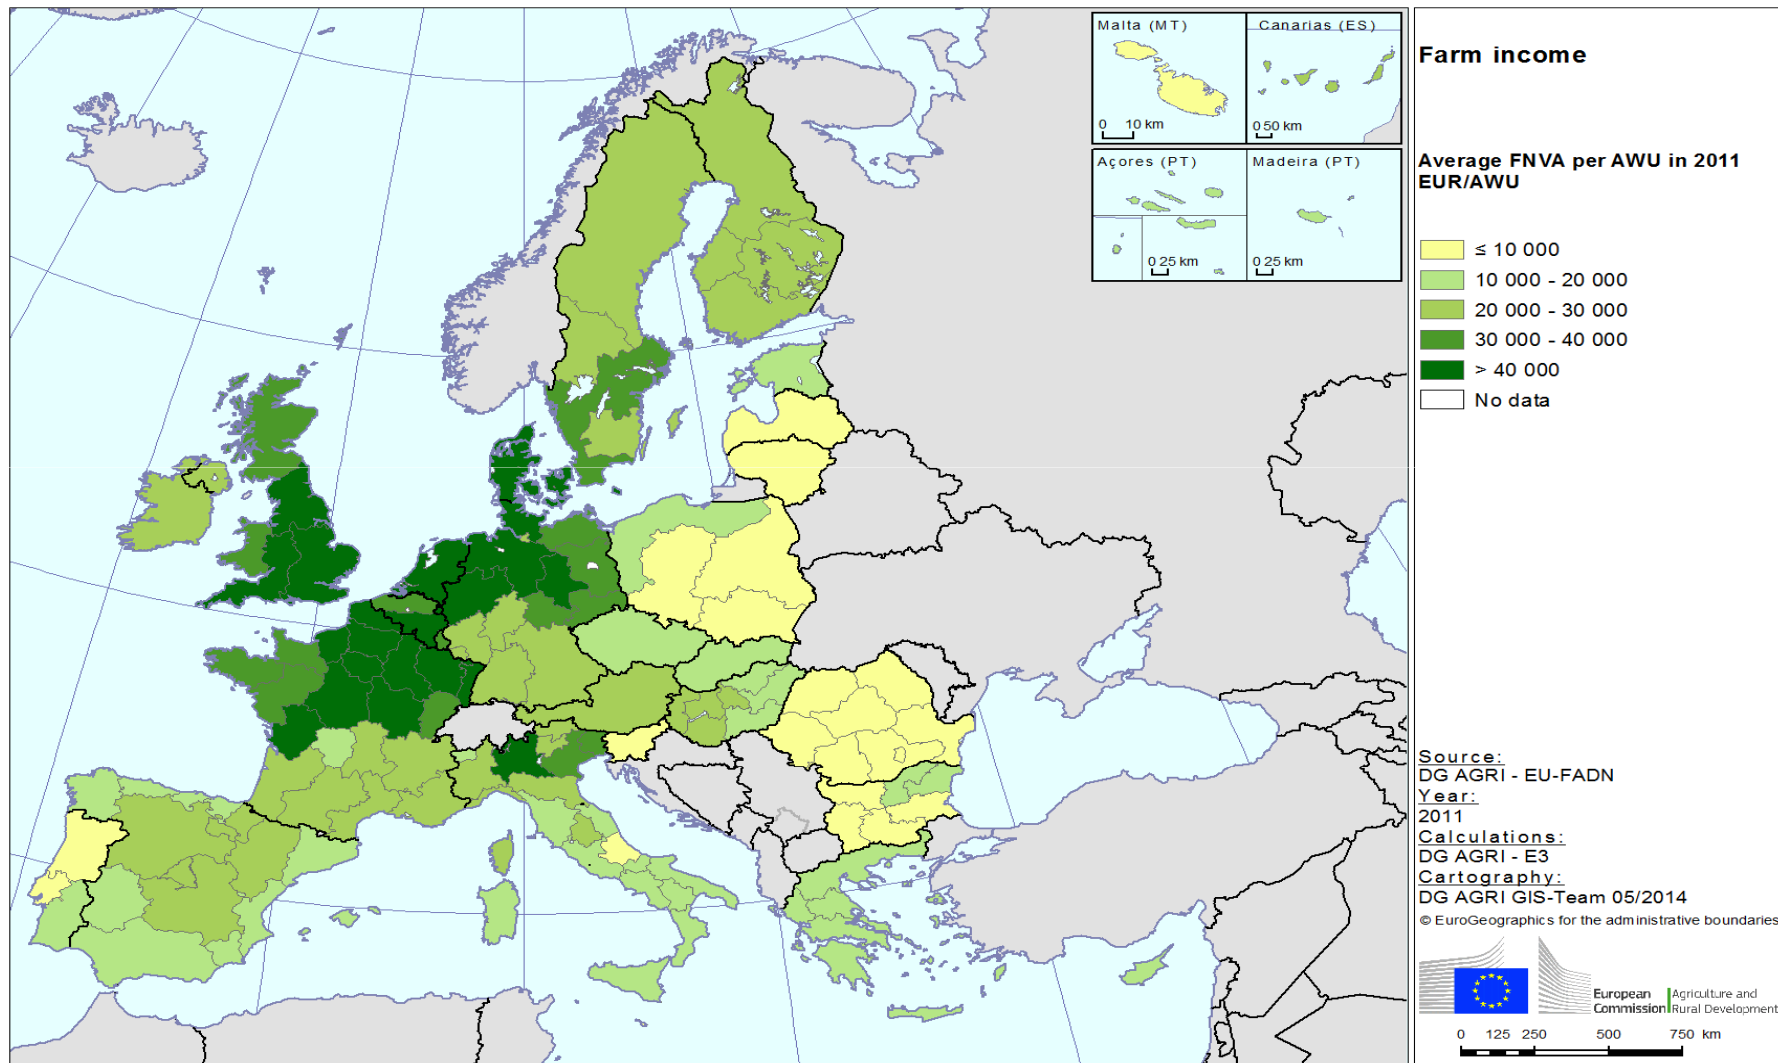 Malta (MT)
0 10 km
Canarias (ES)
0 50 km
Açores (PT)
0 25 km
Madeira (PT)
0 25 km
Farm income
Average FNVA per AWU in 2011
EUR/AWU
≤ 10 000
10 000 - 20 000
20 000 - 30 000
30 000 - 40 000
> 40 000
No data
Source:
DG AGRI - EU-FADN
Year:
2011
Calculations:
DG AGRI - E3
Cartography:
DG AGRI GIS-Team 05/2014
© EuroGeographics for the administrative boundaries
European
Commission
Agriculture and
Rural Development
0 125 250 500 750 km